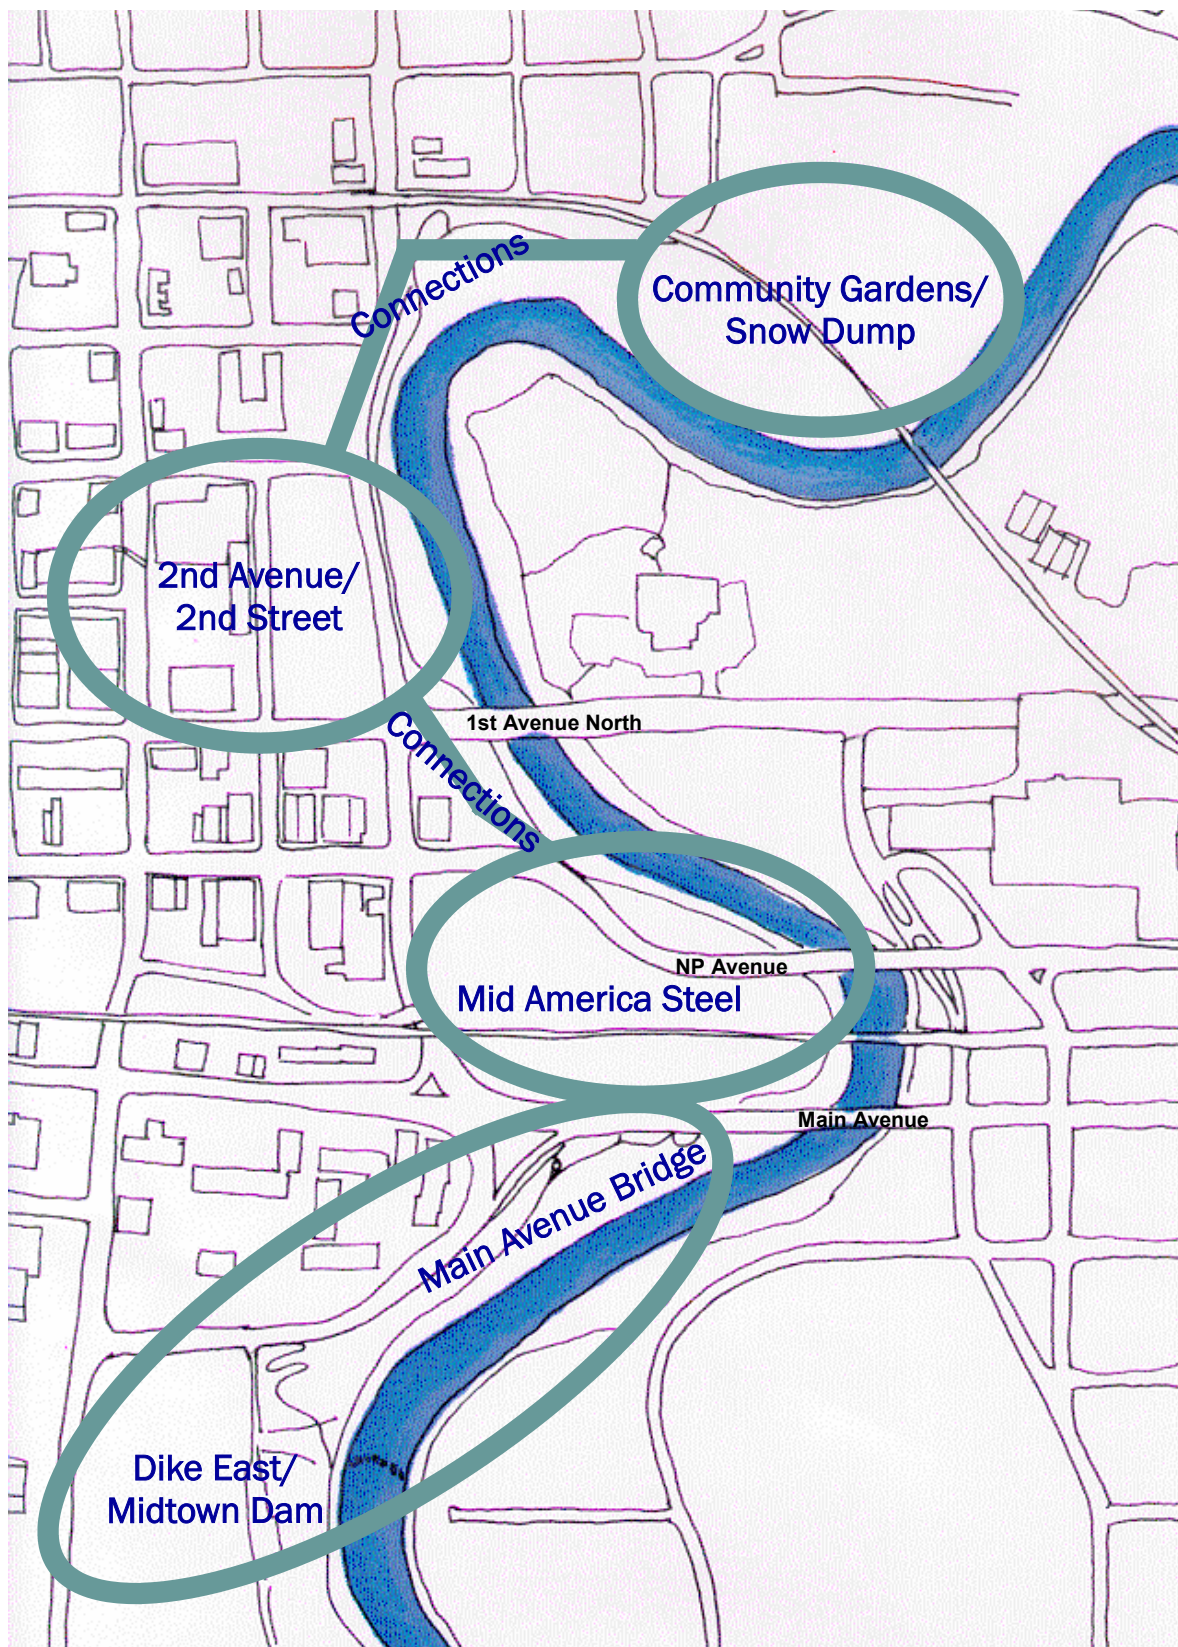 Connections
Community Gardens/
Snow Dump
2nd Avenue/
2nd Street
1st Avenue North
Connections
NP Avenue
Mid America Steel
Main Avenue
Main Avenue Bridge
Dike East/
Midtown Dam